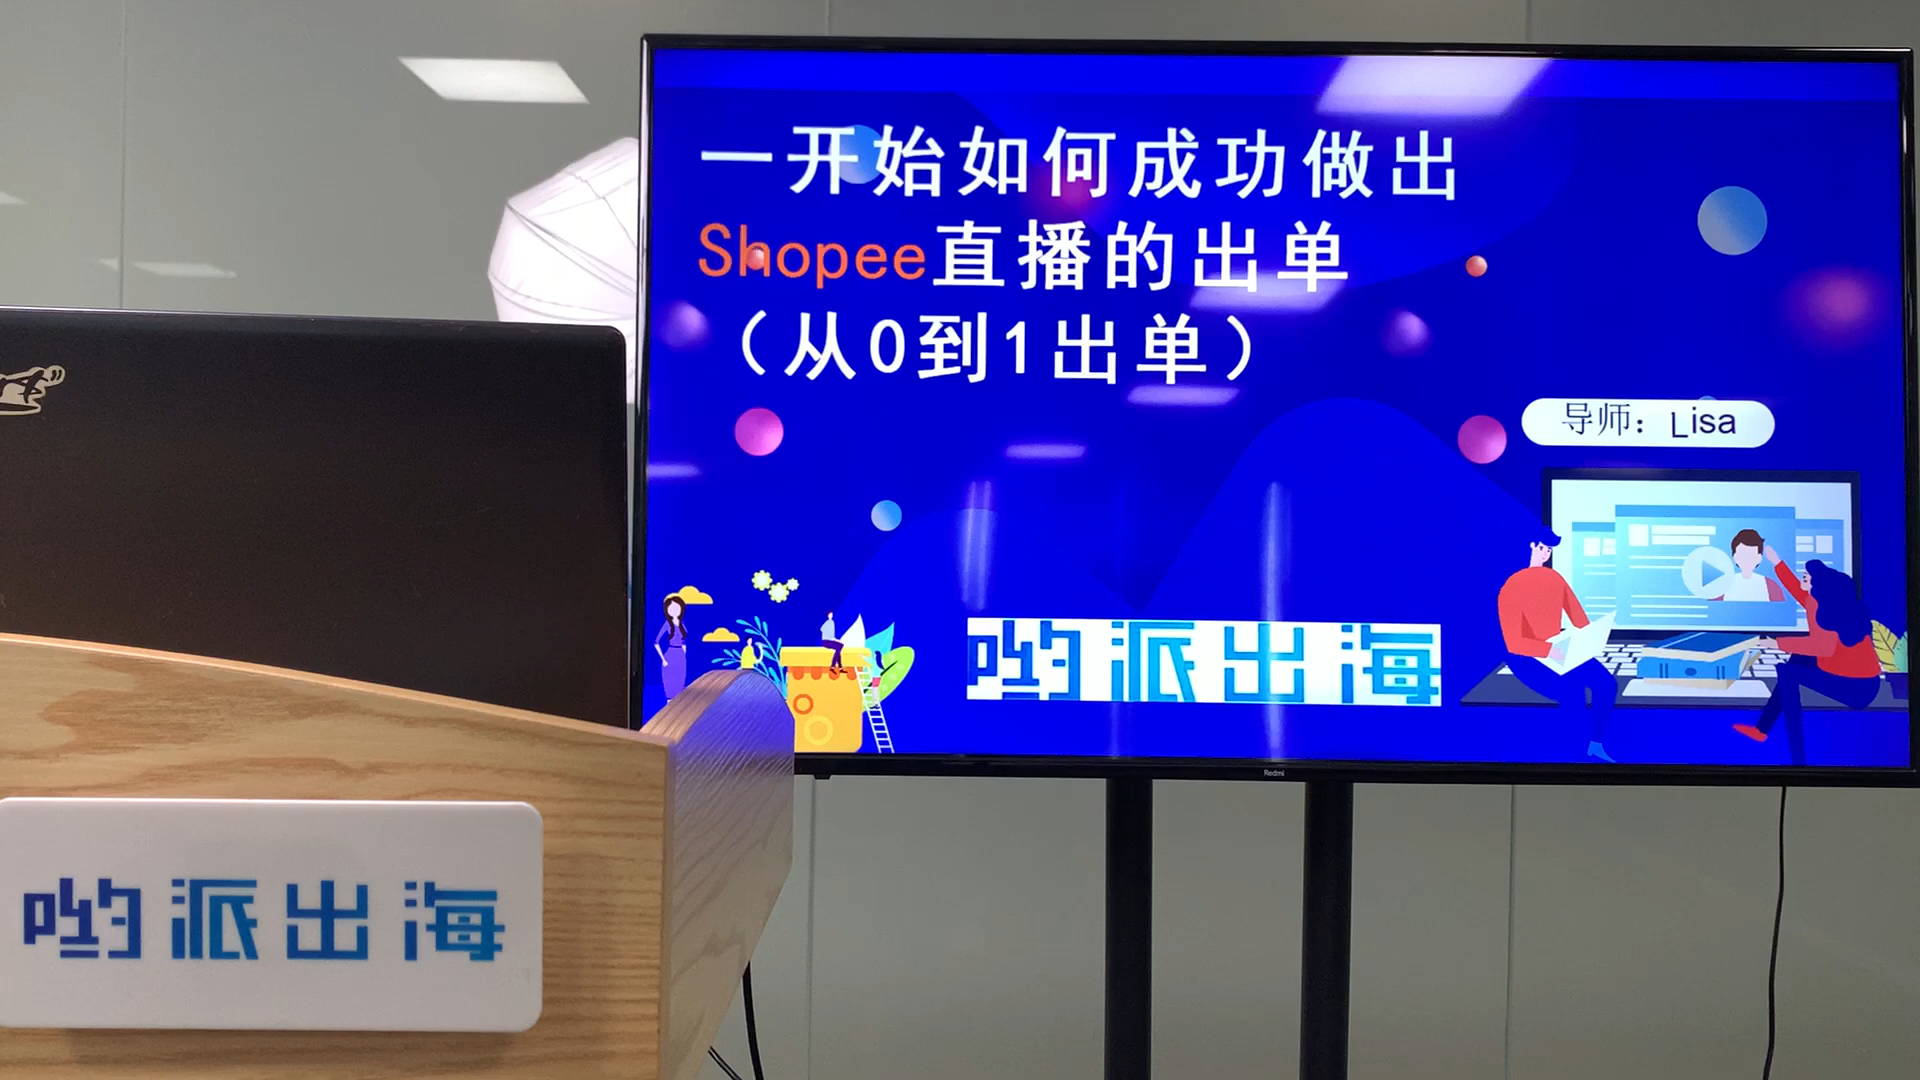 一开始如何成功做出
Shopee直播的出单
（从0到1出单）
导师：Lisa
哟派出海
Redmi
哟派出海